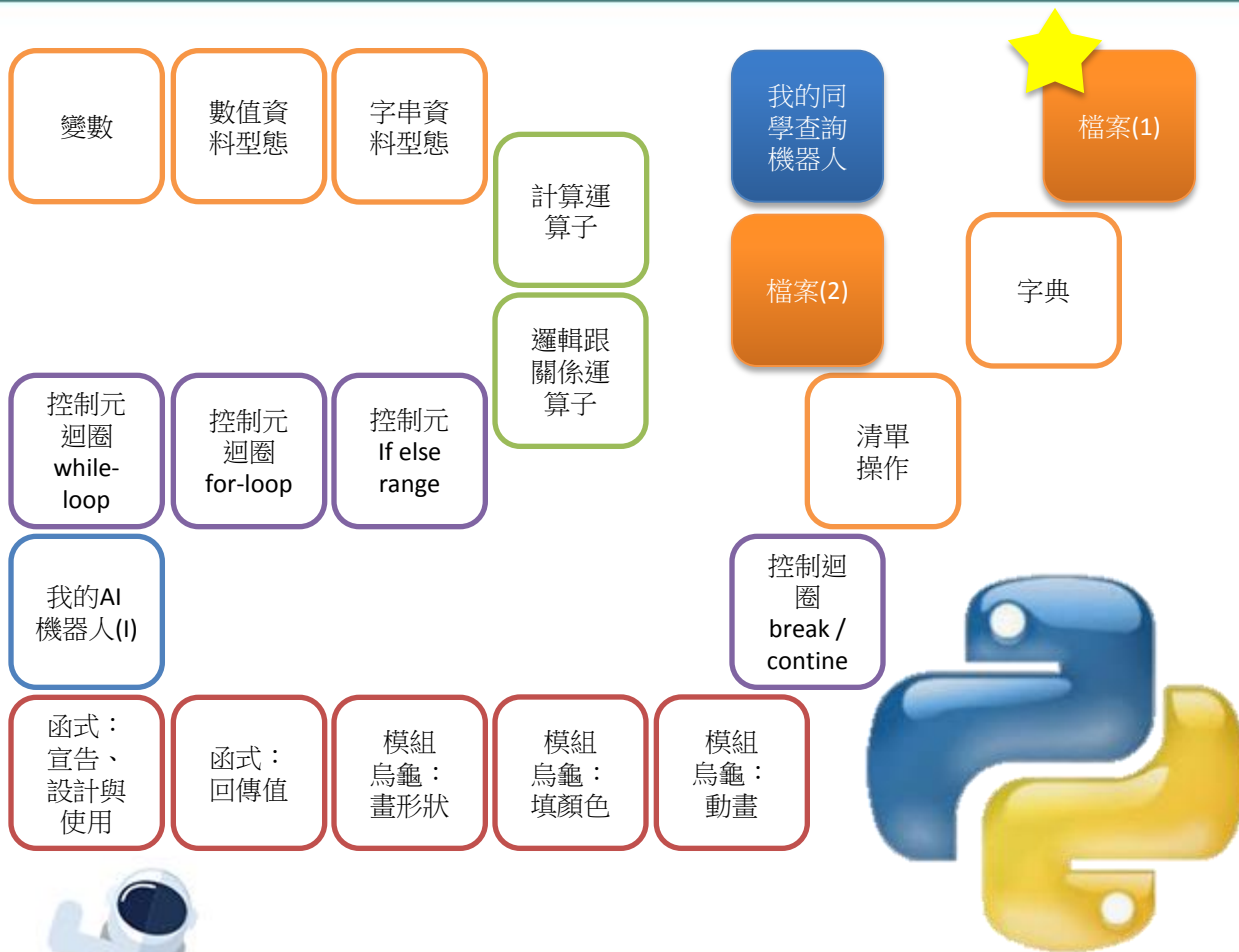 變數
數值資
料型態
字串資
料型態
我的同
學查詢
機器人
檔案(1)
計算運
算子
檔案(2)
字典
邏輯跟
關係運
算子
控制元
迴圈
while-
loop
控制元
迴圈
for-loop
控制元
If else
range
清單
操作
我的AI
機器人(I)
控制迴
圈
break /
contine
函式：
宣告、
設計與
使用
函式：
回傳值
模組
烏龜：
畫形狀
模組
烏龜：
填顏色
模組
烏龜：
動畫